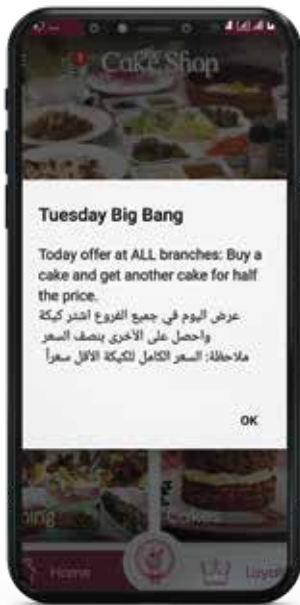 The
Cake Shop
Tuesday Big Bang
Today offer at ALL branches: Buy a
cake and get another cake for half
the price.
عرض اليوم في جميع الفروع اشتر كيكة
واحصل على الأخرى بنصف السعر
ملاحظة: السعر الكامل للكيكة الأقل سعراً
OK
Cakes
Home